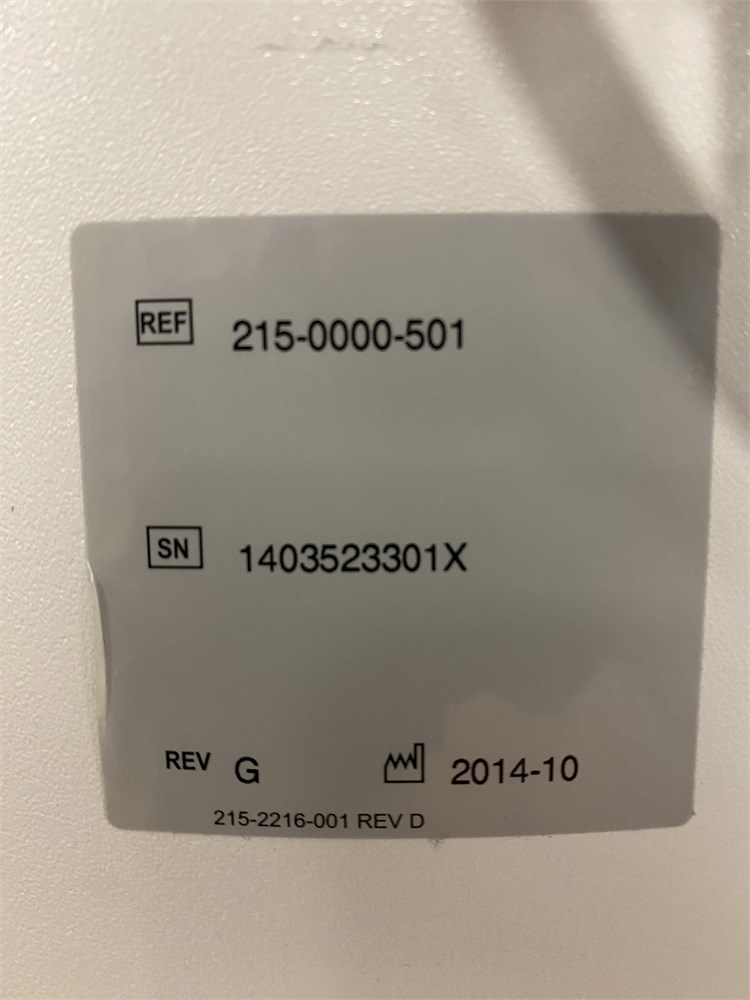 REF 215-0000-501
SN 1403523301X
REV G 2014-10
215-2216-001 REV D